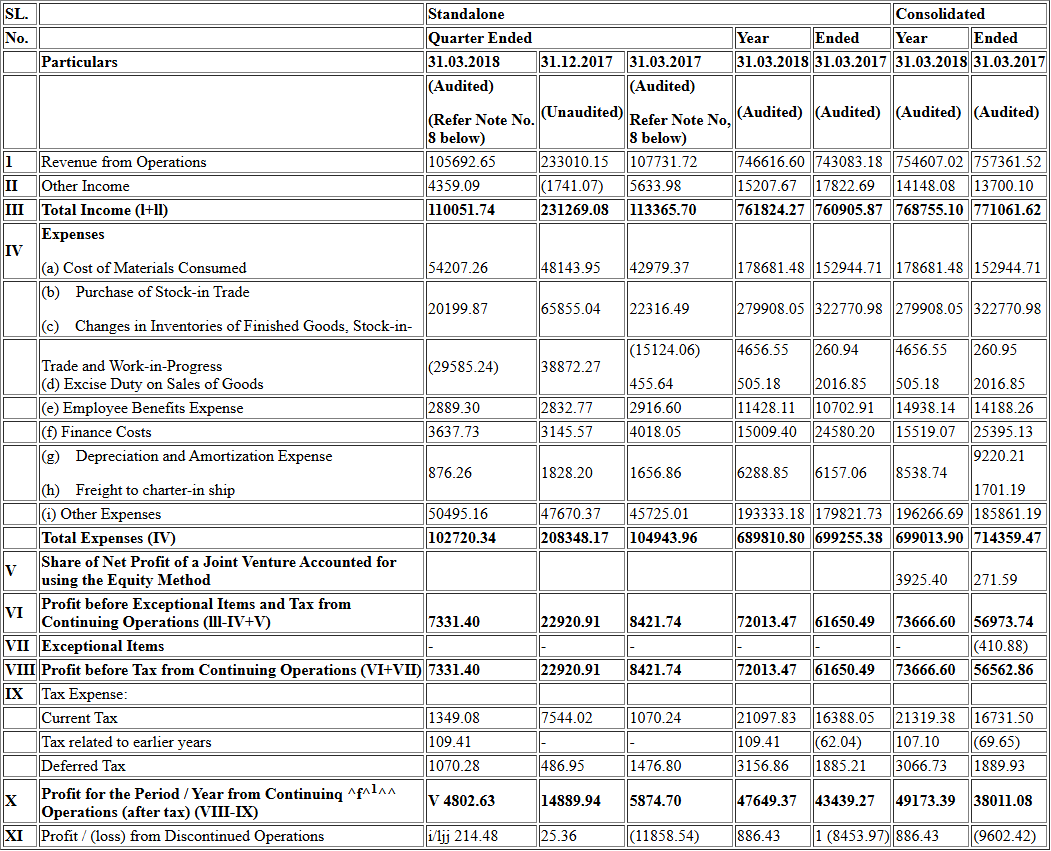 SL. Standalone Consolidated
No. Quarter Ended Year Ended Year Ended
Particulars 31.03.2018 31.12.2017 31.03.2017 31.03.2018 31.03.2017 31.03.2018 31.03.2017
(Audited) (Audited)
(Unaudited) (Audited) (Audited) (Audited) (Audited)
(Refer Note No. Refer Note No,
8 below) 8 below)
1 Revenue from Operations 105692.65 233010.15 107731.72 746616.60 743083.18 754607.02 757361.52
II Other Income 4359.09 (1741.07) 5633.98 15207.67 17822.69 14148.08 13700.10
III Total Income (l+ll) 110051.74 231269.08 113365.70 761824.27 760905.87 768755.10 771061.62
Expenses
IV
(a) Cost of Materials Consumed 54207.26 48143.95 42979.37 178681.48 152944.71 178681.48 152944.71
(b) Purchase of Stock-in Trade
20199.87 65855.04 22316.49 279908.05 322770.98 279908.05 322770.98
(c) Changes in Inventories of Finished Goods, Stock-in-
(15124.06) 4656.55 260.94 4656.55 260.95
Trade and Work-in-Progress (29585.24) 38872.27
(d) Excise Duty on Sales of Goods 455.64 505.18 2016.85 505.18 2016.85
(e) Employee Benefits Expense 2889.30 2832.77 2916.60 11428.11 10702.91 14938.14 14188.26
(f) Finance Costs 3637.73 3145.57 4018.05 15009.40 24580.20 15519.07 25395.13
(g) Depreciation and Amortization Expense 9220.21
876.26 1828.20 1656.86 6288.85 6157.06 8538.74
(h) Freight to charter-in ship 1701.19
(i) Other Expenses 50495.16 47670.37 45725.01 193333.18 179821.73 196266.69 185861.19
Total Expenses (IV) 102720.34 208348.17 104943.96 689810.80 699255.38 699013.90 714359.47
V Share of Net Profit of a Joint Venture Accounted for
using the Equity Method 3925.40 271.59
VI Profit before Exceptional Items and Tax from
Continuing Operations (lll-IV+V) 7331.40 22920.91 8421.74 72013.47 61650.49 73666.60 56973.74
VII Exceptional Items - - - - - - (410.88)
VIII Profit before Tax from Continuing Operations (VI+VII) 7331.40 22920.91 8421.74 72013.47 61650.49 73666.60 56562.86
IX Tax Expense:
Current Tax 1349.08 7544.02 1070.24 21097.83 16388.05 21319.38 16731.50
Tax related to earlier years 109.41 - - 109.41 (62.04) 107.10 (69.65)
Deferred Tax 1070.28 486.95 1476.80 3156.86 1885.21 3066.73 1889.93
X Profit for the Period / Year from Continuinq ^f^1^^
Operations (after tax) (VIII-IX) V 4802.63 14889.94 5874.70 47649.37 43439.27 49173.39 38011.08
XI Profit / (loss) from Discontinued Operations i/ljj 214.48 25.36 (11858.54) 886.43 1 (8453.97) 886.43 (9602.42)